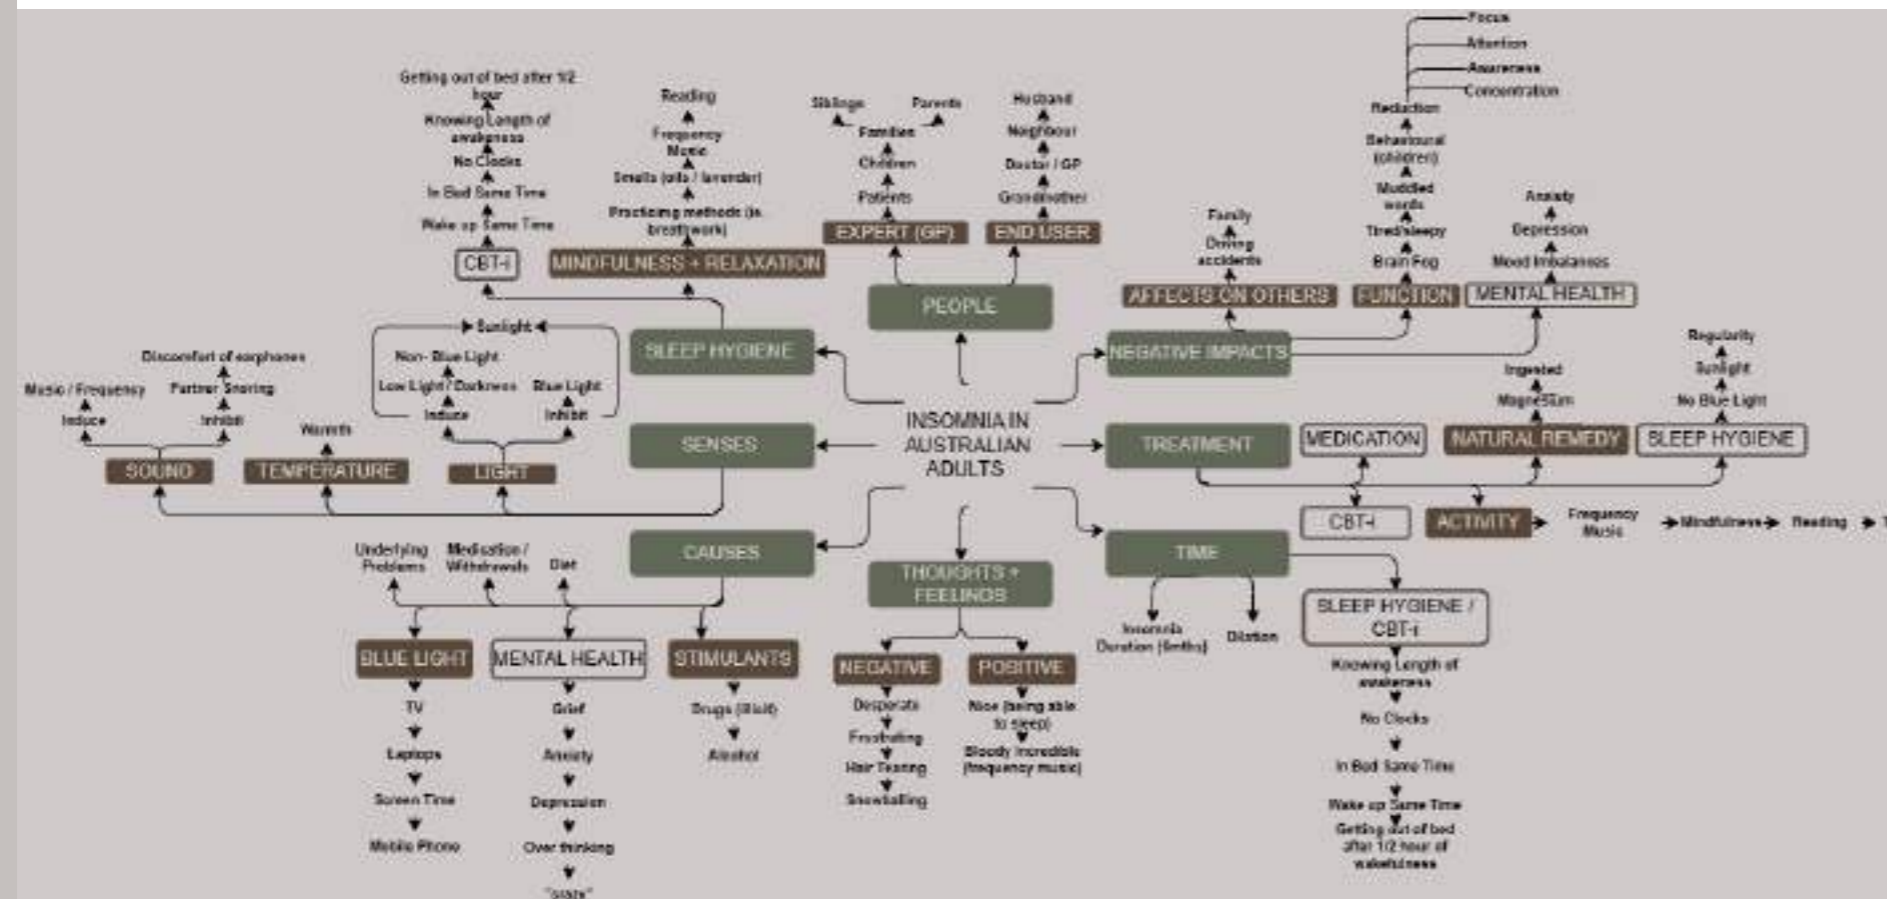 Focus
Attention
Awareness
Concentration
Getting out of bed after 1/2
hour
Knowing Length of
awakeness
No Clocks
In Bed Same Time
Wake up Same Time
CBT-i
Reading
Frequency
Music
Smells (oils / lavender)
Practicing methods (ie.
breathwork)
MINDFULNESS + RELAXATION
Siblings
Parents
Families
Children
Patients
EXPERT (GP)
Husband
Neighbour
Doctor / GP
Grandmother
END USER
Family
Driving
accidents
AFFECTS ON OTHERS
Reduction
Behavioural
(children)
Muddled
words
Tired/sleepy
Brain Fog
FUNCTION
Anxiety
Depression
Mood Imbalances
MENTAL HEALTH
PEOPLE
SLEEP HYGIENE
NEGATIVE IMPACTS
Sunlight
Non- Blue Light
Low Light / Darkness
Induce
Blue Light
Inhibit
LIGHT
Discomfort of earphones
Partner Snoring
Inhibit
Music / Frequency
Induce
SOUND
Warmth
TEMPERATURE
SENSES
INSOMNIA IN
AUSTRALIAN
ADULTS
TREATMENT
MEDICATION
Ingested
Magnesium
NATURAL REMEDY
Regularity
Sunlight
No Blue Light
SLEEP HYGIENE
CBT-i
ACTIVITY
Frequency
Music
Mindfulness
Reading
CAUSES
Underlying
Problems
Medication /
Withdrawals
Diet
BLUE LIGHT
TV
Laptops
Screen Time
Mobile Phone
MENTAL HEALTH
Grief
Anxiety
Depression
Over thinking
STIMULANTS
Drugs (illicit)
Alcohol
THOUGHTS +
FEELINGS
NEGATIVE
Desperate
Frustrating
Hair Tearing
Snowballing
POSITIVE
Nice (being able
to sleep)
Bloody Incredible
(frequency music)
TIME
Insomnia
Duration (6mths)
Dilation
SLEEP HYGIENE /
CBT-i
Knowing Length of
awakeness
No Clocks
In Bed Same Time
Wake up Same Time
Getting out of bed
after 1/2 hour of
wakefulness